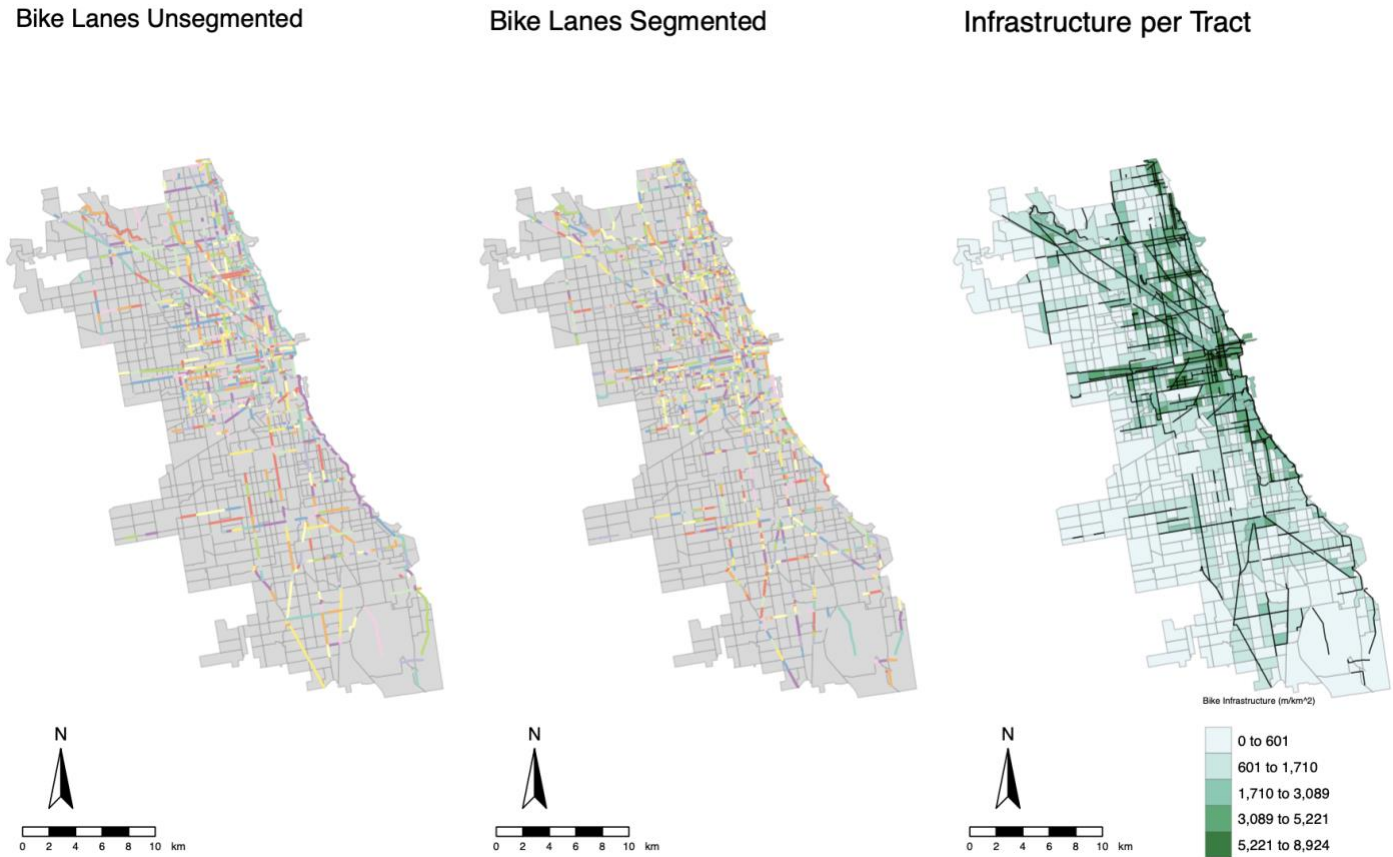 Bike Lanes Unsegmented
Bike Lanes Segmented
Infrastructure per Tract
Bike Infrastructure (m/km^2)
N
N
N
0 to 601
601 to 1,710
1,710 to 3,089
3,089 to 5,221
5,221 to 8,924
0 2 4 6 8 10 km
0 2 4 6 8 10 km
0 2 4 6 8 10 km